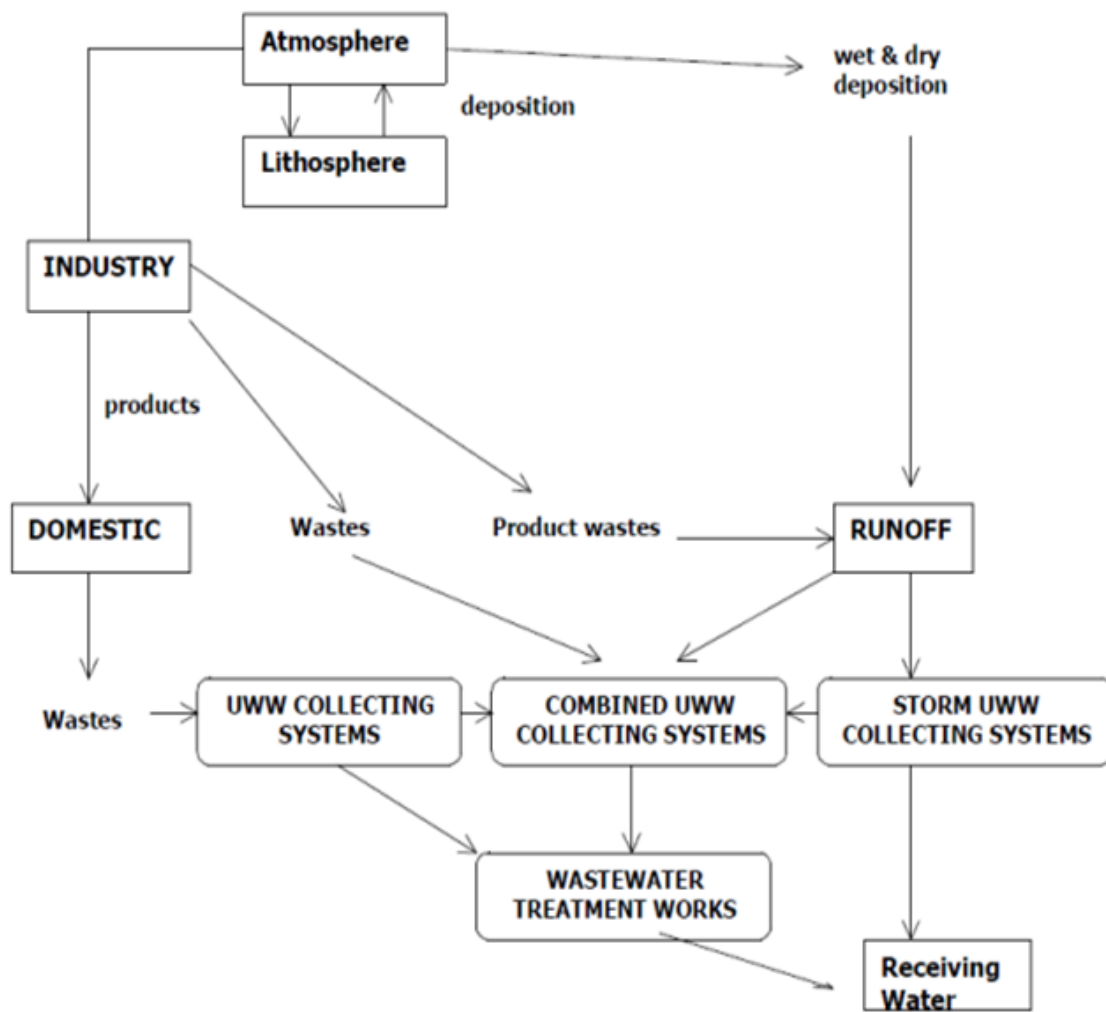 Atmosphere
wet & dry
deposition
deposition
Lithosphere
INDUSTRY
products
DOMESTIC
Wastes
Product wastes
RUNOFF
Wastes
UWW COLLECTING
SYSTEMS
COMBINED UWW
COLLECTING SYSTEMS
STORM UWW
COLLECTING SYSTEMS
WASTEWATER
TREATMENT WORKS
Receiving
Water